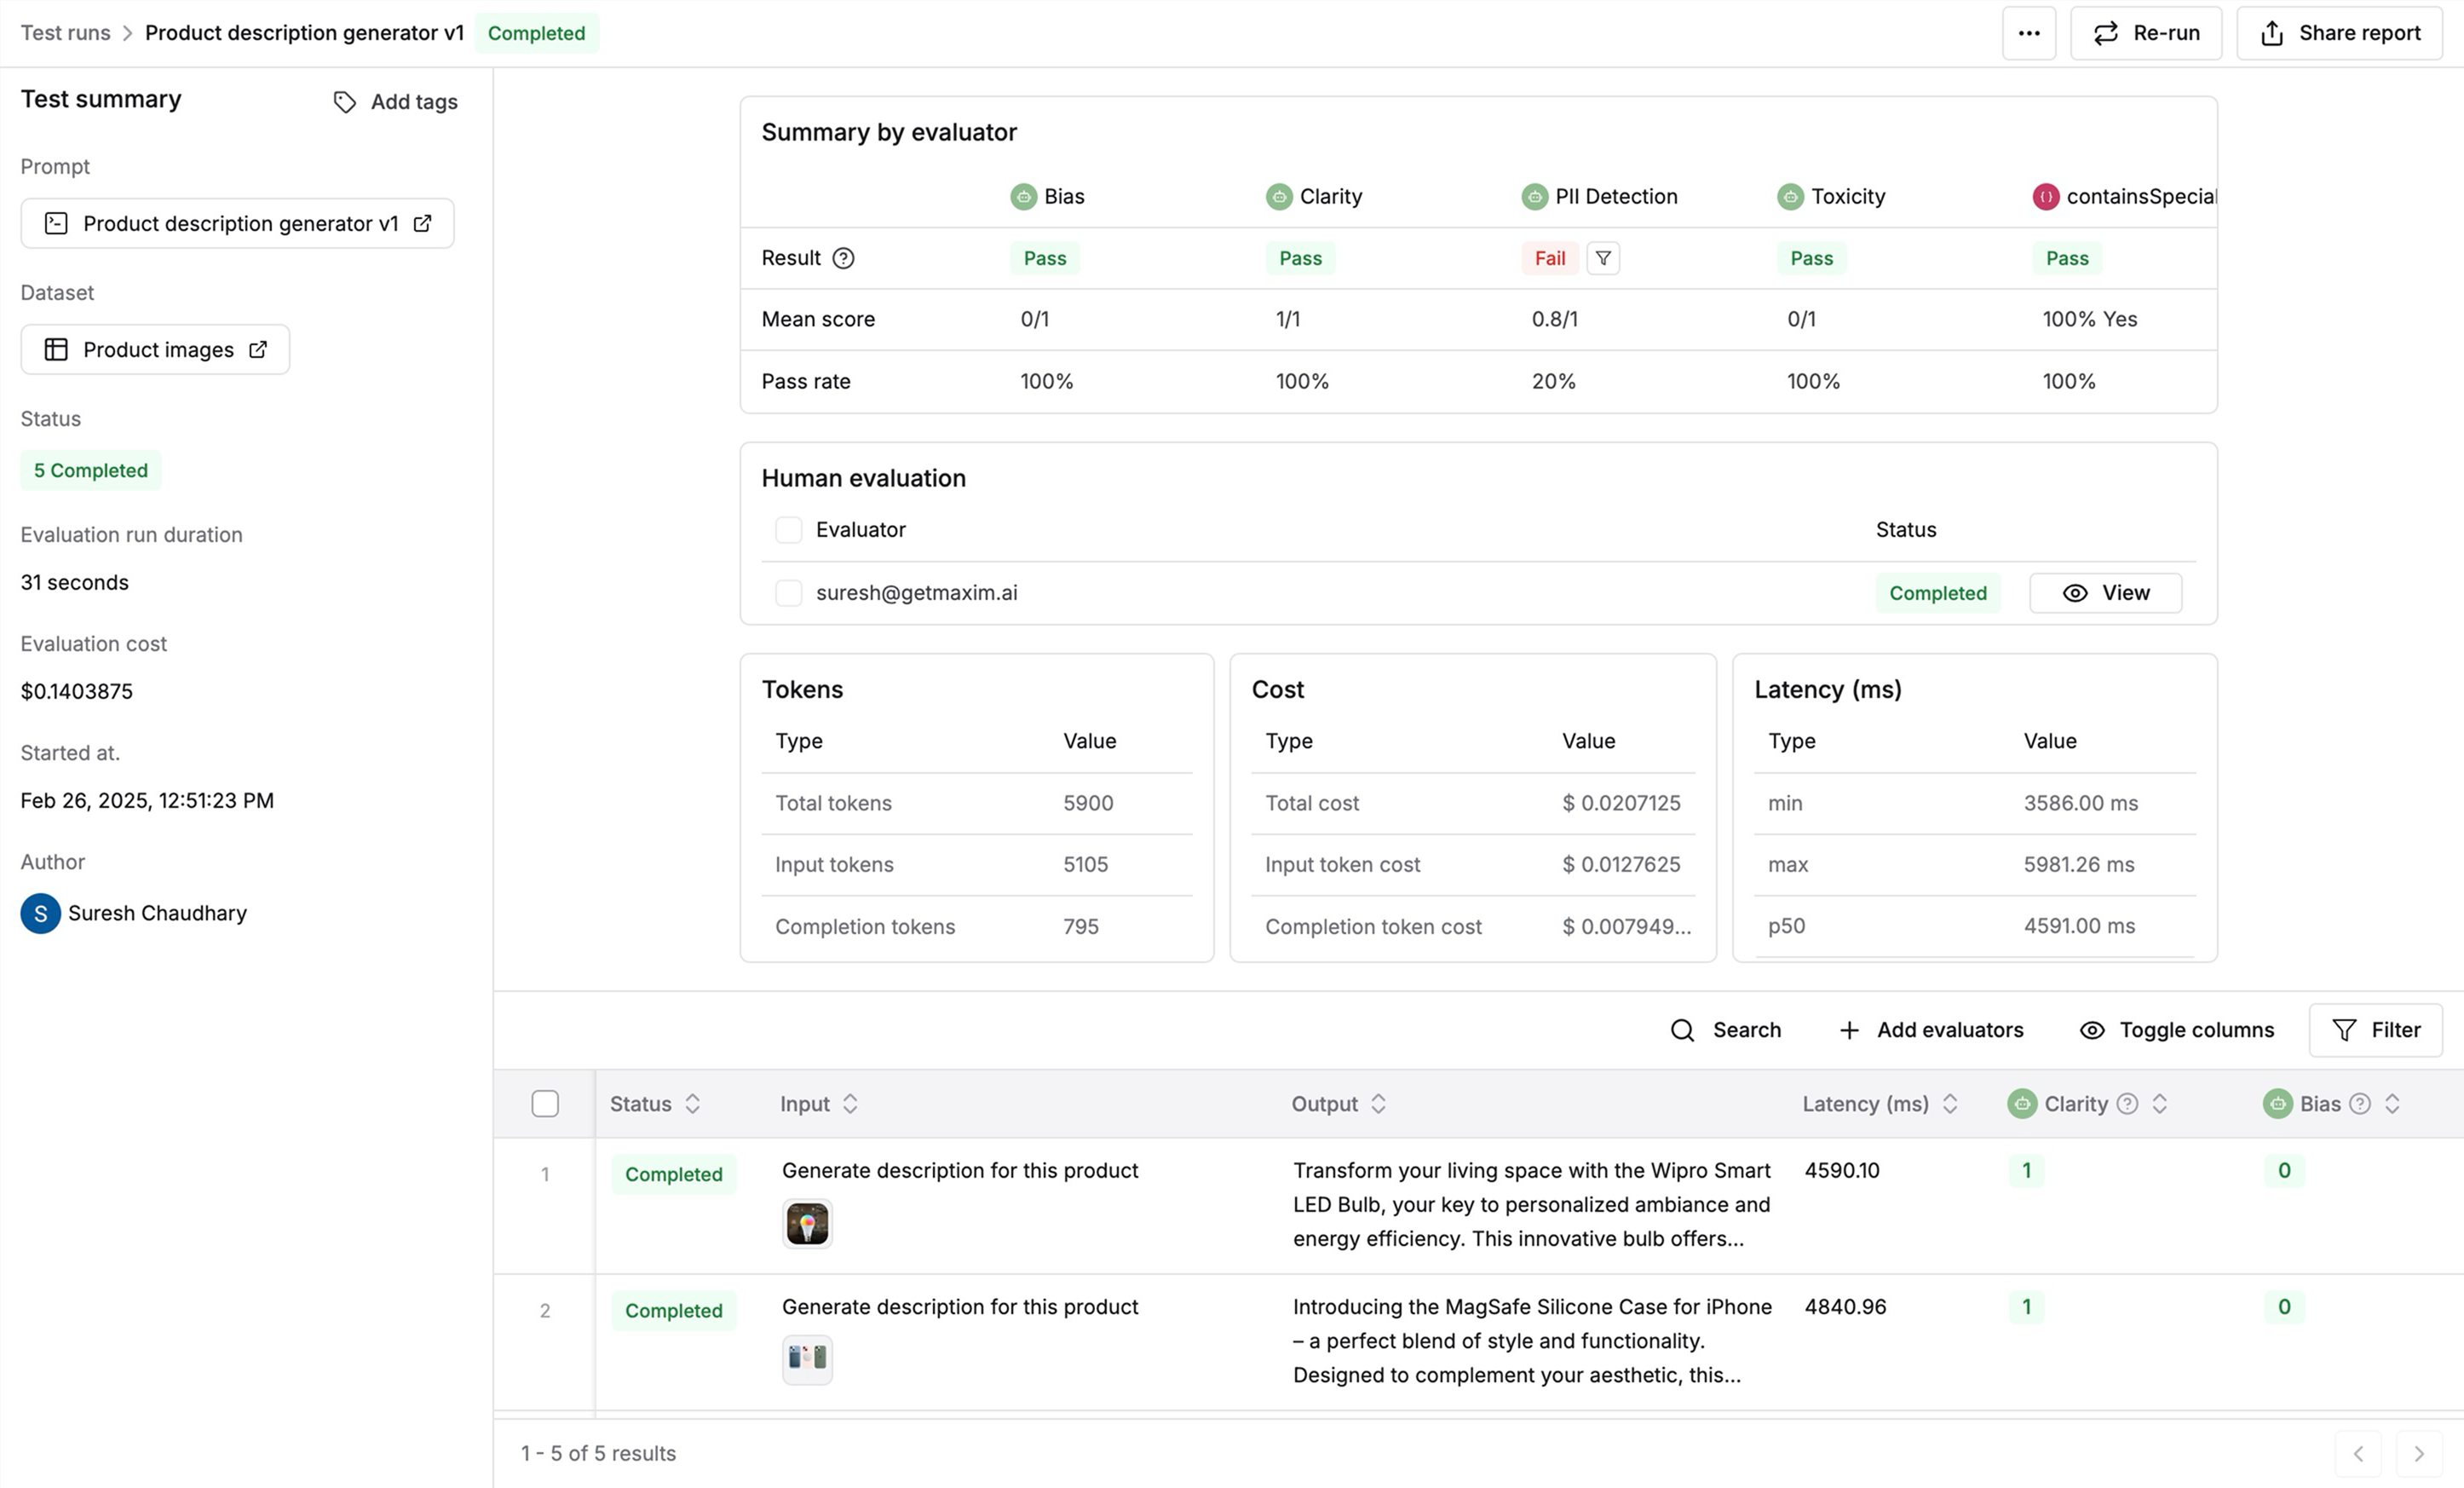 Test runs > Product description generator v1 Completed
... Re-run Share report
Test summary Add tags
Prompt
Product description generator v1
Dataset
Product images
Status
5 Completed
Evaluation run duration
31 seconds
Evaluation cost
$0.1403875
Started at.
Feb 26, 2025, 12:51:23 PM
Author
S Suresh Chaudhary
Summary by evaluator
Bias Clarity PII Detection Toxicity containsSpecial
Result Pass Pass Fail Pass Pass
Mean score 0/1 1/1 0.8/1 0/1 100% Yes
Pass rate 100% 100% 20% 100% 100%
Human evaluation
Evaluator Status
suresh@getmaxim.ai Completed View
Tokens
Type Value
Total tokens 5900
Input tokens 5105
Completion tokens 795
Cost
Type Value
Total cost $ 0.0207125
Input token cost $ 0.0127625
Completion token cost $ 0.007949...
Latency (ms)
Type Value
min 3586.00 ms
max 5981.26 ms
p50 4591.00 ms
Search + Add evaluators Toggle columns Filter
Status Input Output Latency (ms) Clarity Bias
1 Completed Generate description for this product Transform your living space with the Wipro Smart 4590.10 1 0
LED Bulb, your key to personalized ambiance and
energy efficiency. This innovative bulb offers...
2 Completed Generate description for this product Introducing the MagSafe Silicone Case for iPhone 4840.96 1 0
– a perfect blend of style and functionality.
Designed to complement your aesthetic, this...
1 - 5 of 5 results